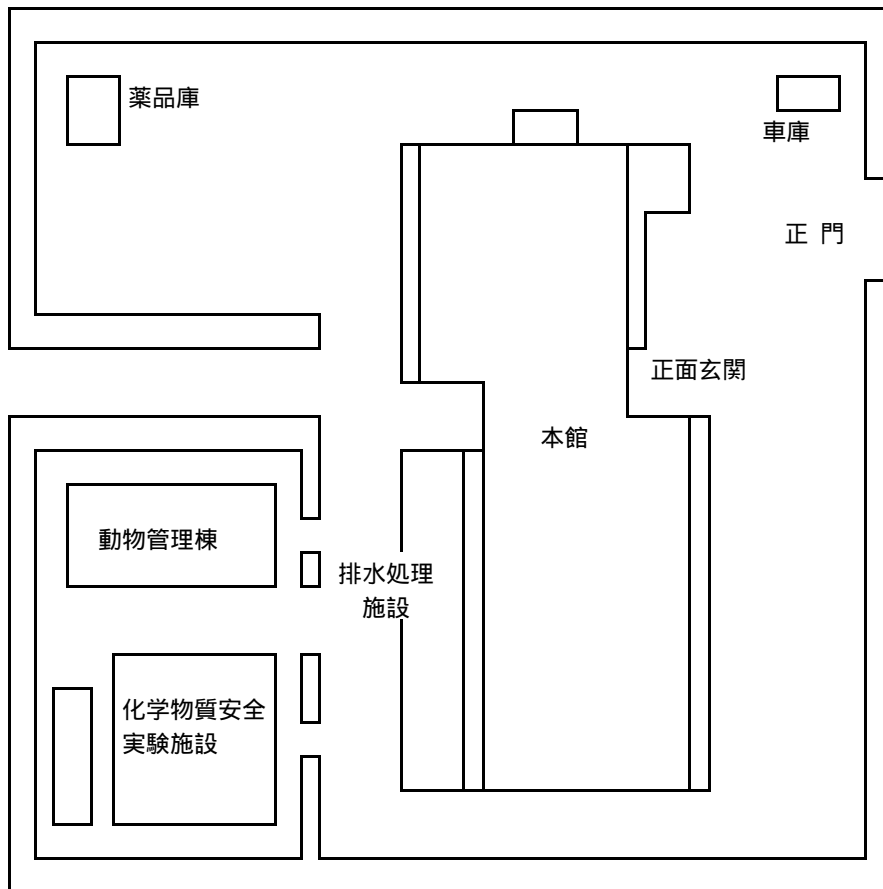 薬品庫
車庫
正 門
正面玄関
本館
動物管理棟
排水処理
施設
化学物質安全
実験施設